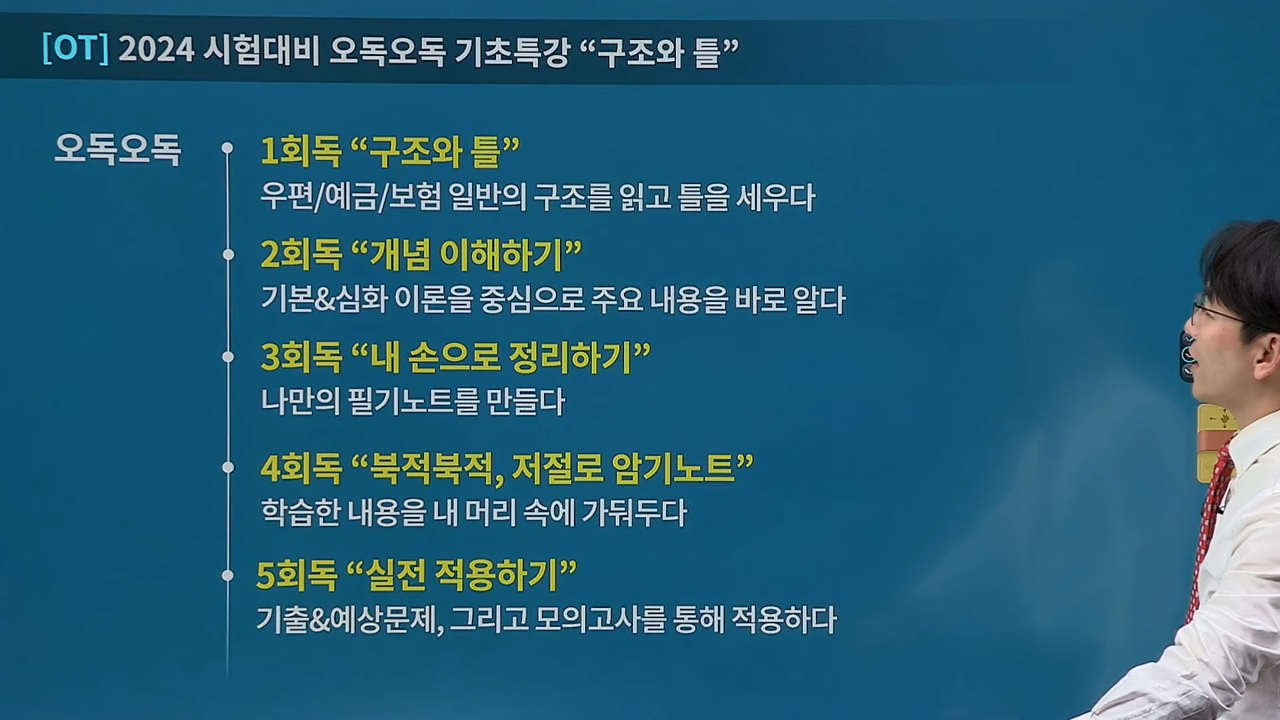 [OT] 2024 시험대비 오독오독 기초특강 “구조와 틀”
오독오독
1회독 “구조와 틀”
우편/예금/보험 일반의 구조를 읽고 틀을 세우다
2회독 “개념 이해하기”
기본&심화 이론을 중심으로 주요 내용을 바로 알다
3회독 “내 손으로 정리하기”
나만의 필기노트를 만들다
4회독 “북적북적, 저절로 암기노트”
학습한 내용을 내 머리 속에 가둬두다
5회독 “실전 적용하기”
기출&예상문제, 그리고 모의고사를 통해 적용하다